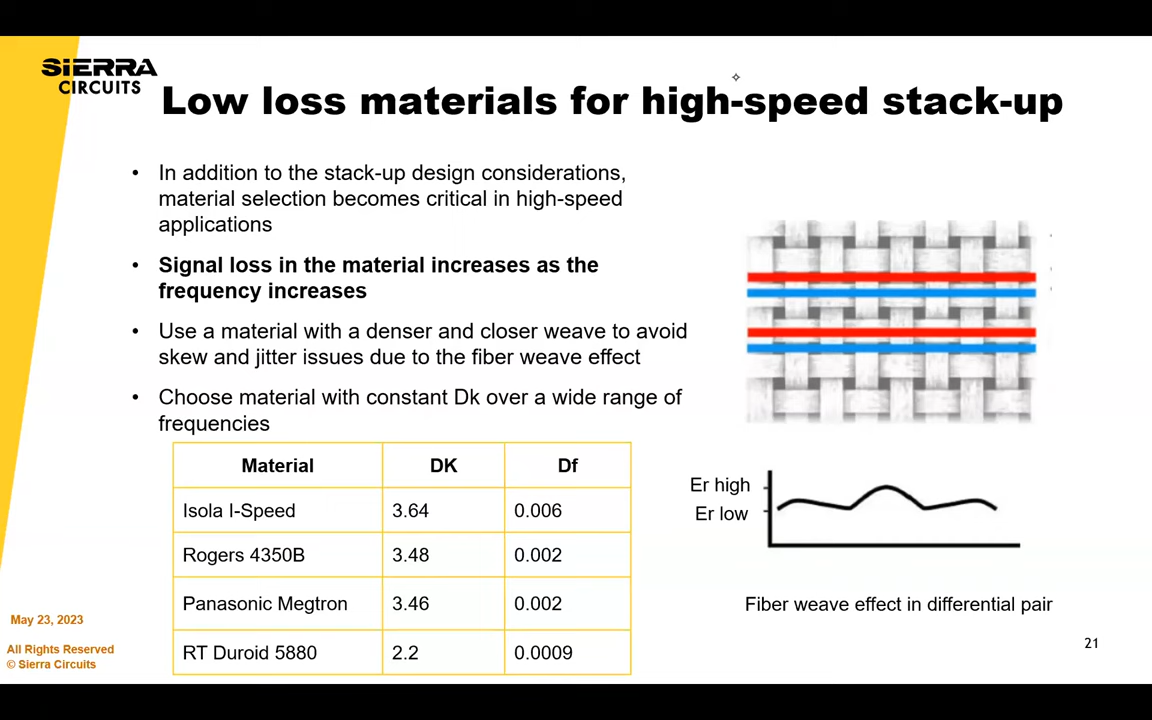 SIERRA
CIRCUITS
Low loss materials for high-speed stack-up
• In addition to the stack-up design considerations,
material selection becomes critical in high-speed
applications
• Signal loss in the material increases as the
frequency increases
• Use a material with a denser and closer weave to avoid
skew and jitter issues due to the fiber weave effect
• Choose material with constant Dk over a wide range of
frequencies
Material DK Df
Isola I-Speed 3.64 0.006
Rogers 4350B 3.48 0.002
Panasonic Megtron 3.46 0.002
RT Duroid 5880 2.2 0.0009
Er high
Er low
Fiber weave effect in differential pair
May 23, 2023
All Rights Reserved
© Sierra Circuits
21